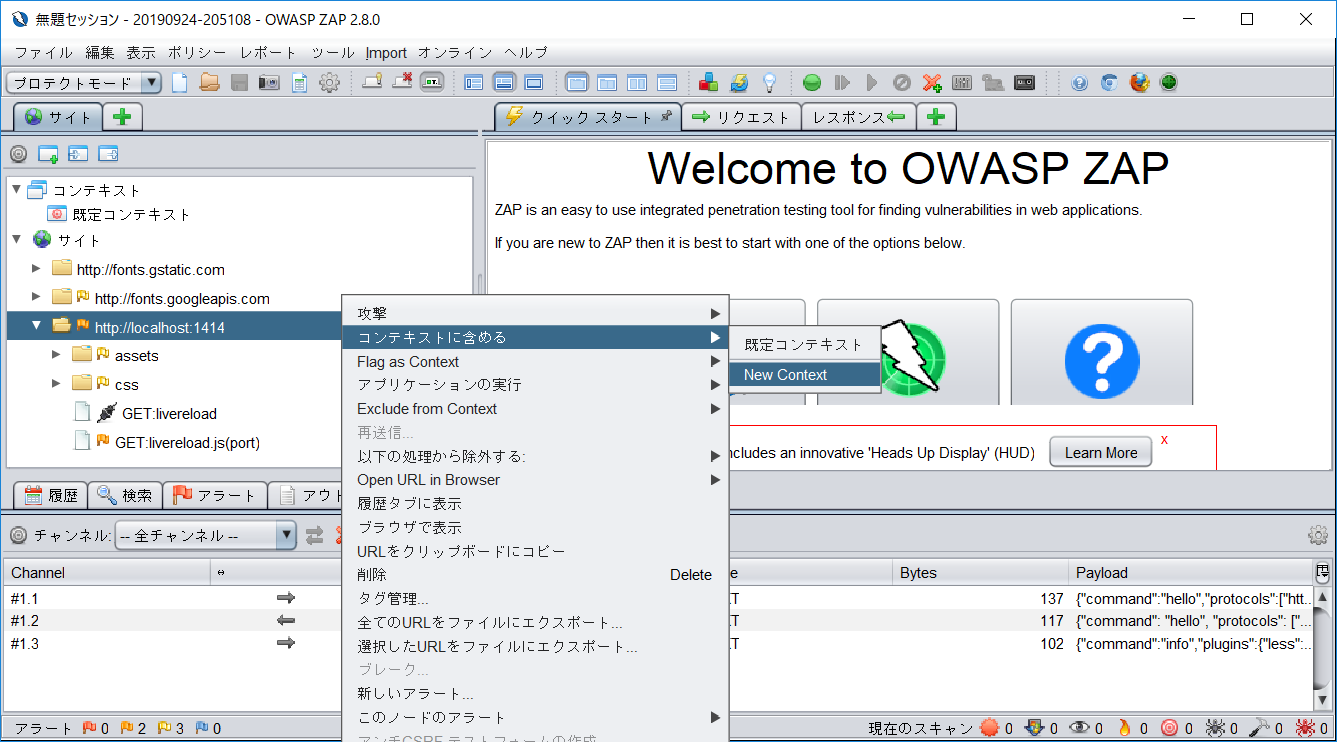 無題セッション - 20190924-205108 - OWASP ZAP 2.8.0
ファイル 編集 表示 ポリシー レポート ツール Import オンライン ヘルプ
プロテクトモード
サイト
クイック スタート
リクエスト
レスポンス
コンテキスト
既定コンテキスト
サイト
http://fonts.gstatic.com
http://fonts.googleapis.com
http://localhost:1414
assets
css
GET:livereload
GET:livereload.js(port)
Welcome to OWASP ZAP
ZAP is an easy to use integrated penetration testing tool for finding vulnerabilities in web applications.
If you are new to ZAP then it is best to start with one of the options below.
includes an innovative 'Heads Up Display' (HUD)
Learn More
x
攻撃
コンテキストに含める
Flag as Context
アプリケーションの実行
Exclude from Context
再送信...
以下の処理から除外する:
Open URL in Browser
履歴タブに表示
ブラウザで表示
URLをクリップボードにコピー
削除 Delete
タグ管理...
全てのURLをファイルにエクスポート...
選択したURLをファイルにエクスポート...
ブレーク...
新しいアラート...
このノードのアラート
アンチCSRF テストフォームの作成
既定コンテキスト
New Context
履歴
検索
アラート
アウト
チャンネル: -- 全チャンネル --
Channel Bytes Payload
#1.1 137 {"command":"hello","protocols":["htt...
#1.2 117 {"command": "hello", "protocols": ["...
#1.3 102 {"command":"info","plugins":{"less":...
アラート 0 2 3 0
現在のスキャン 0 0 0 0 0 0 0 0